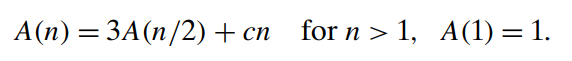 A(n) = 3A(n/2) + cn for n > 1, A(1) = 1.